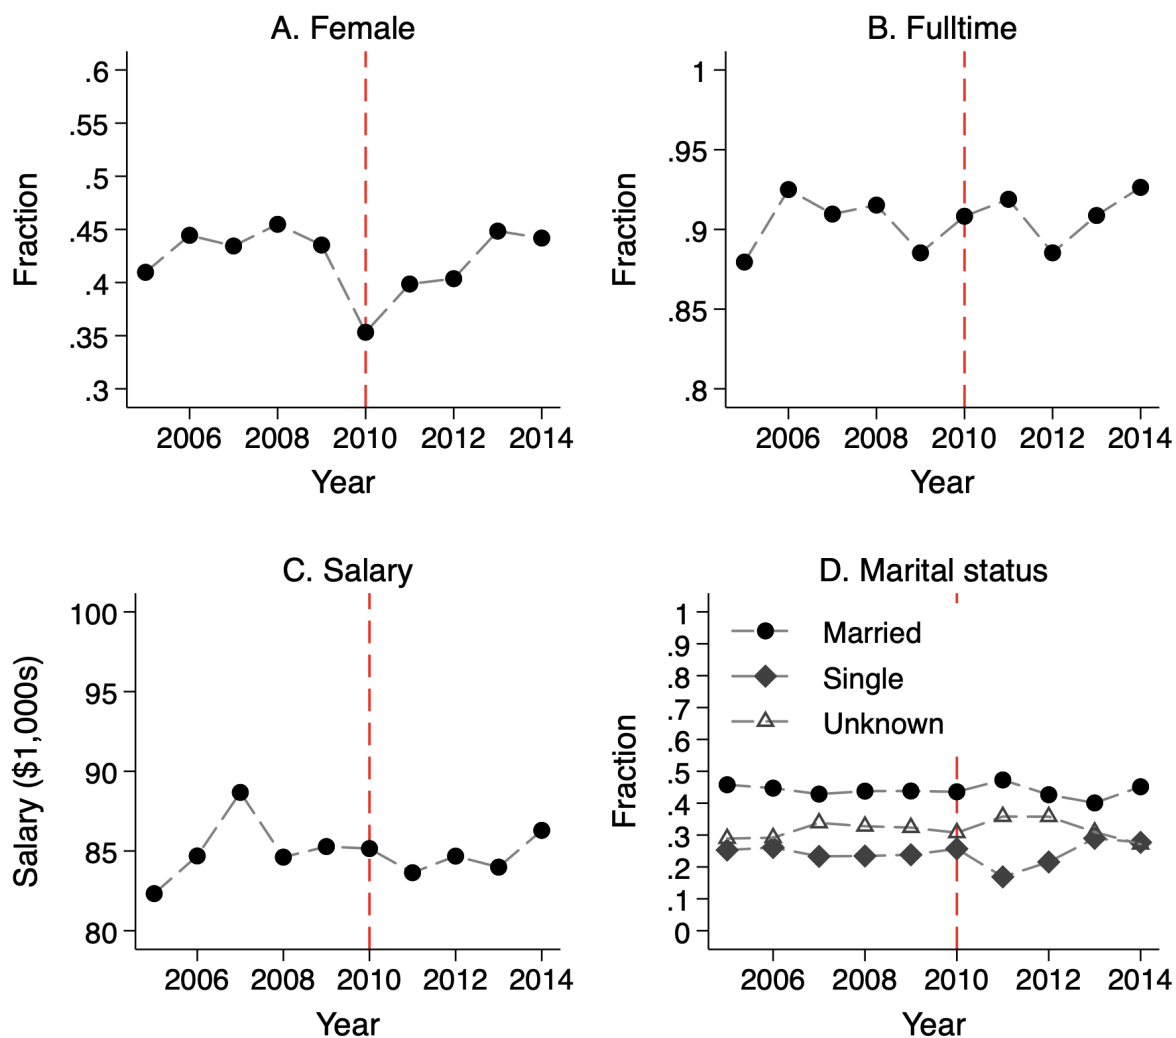 A. Female
Fraction
.6
.55
.5
.45
.4
.35
.3
2006 2008 2010 2012 2014
Year
B. Fulltime
Fraction
1
.95
.9
.85
.8
2006 2008 2010 2012 2014
Year
C. Salary
Salary ($1,000s)
100
95
90
85
80
2006 2008 2010 2012 2014
Year
D. Marital status
Fraction
1
.9
.8
.7
.6
.5
.4
.3
.2
.1
0
Married
Single
Unknown
2006 2008 2010 2012 2014
Year